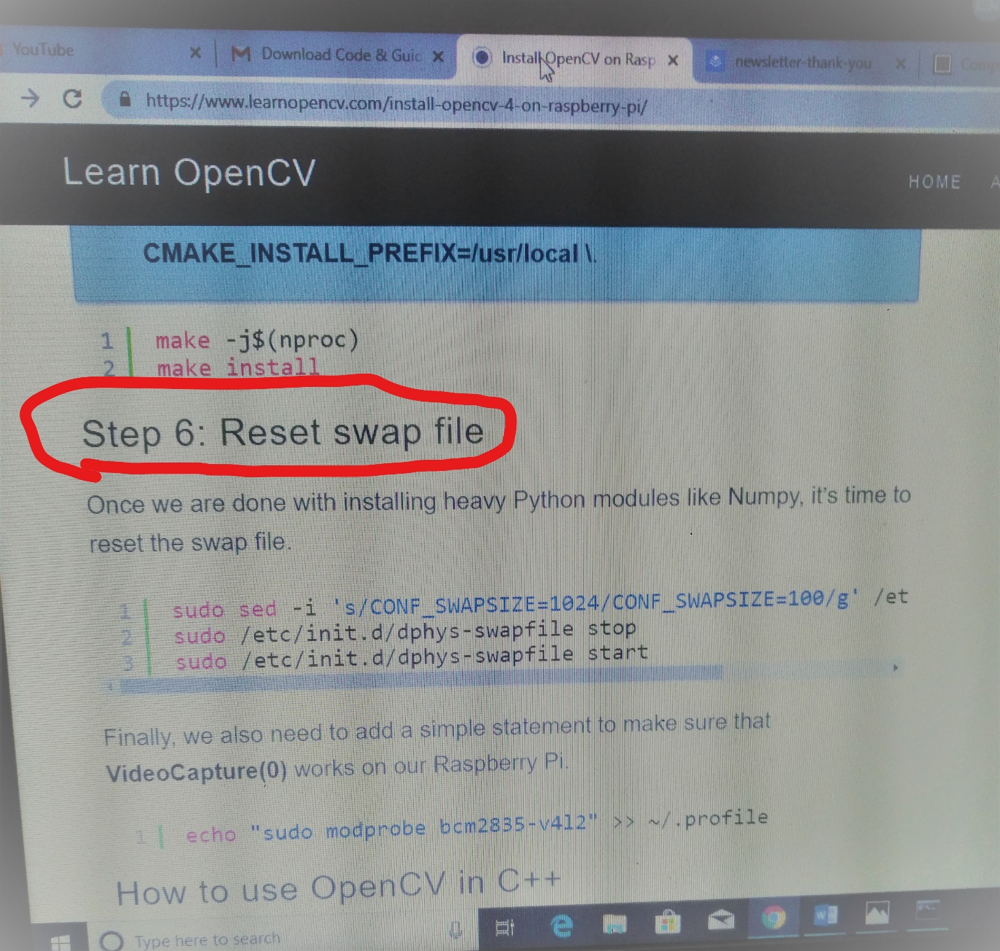 YouTube
Download Code & Guid
Install OpenCV on Rasp
newsletter-thank-you
Comp
https://www.learnopencv.com/install-opencv-4-on-raspberry-pi/
Learn OpenCV
HOME A
CMAKE_INSTALL_PREFIX=/usr/local \.
1 make -j$(nproc)
2 make install
Step 6: Reset swap file
Once we are done with installing heavy Python modules like Numpy, it's time to
reset the swap file.
1 sudo sed -i 's/CONF_SWAPSIZE=1024/CONF_SWAPSIZE=100/g' /et
2 sudo /etc/init.d/dphys-swapfile stop
3 sudo /etc/init.d/dphys-swapfile start
Finally, we also need to add a simple statement to make sure that
VideoCapture(0) works on our Raspberry Pi.
1 echo "sudo modprobe bcm2835-v4l2" >> ~/.profile
How to use OpenCV in C++
Type here to search